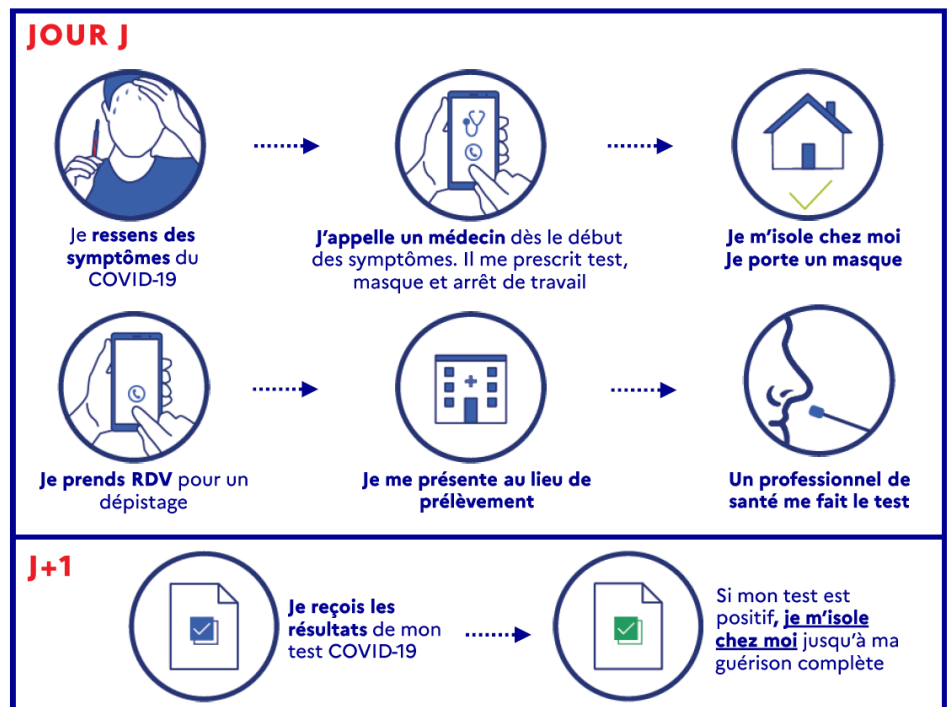 JOUR J
Je ressens des
symptômes du
COVID-19
J'appelle un médecin dès le début
des symptômes. Il me prescrit test,
masque et arrêt de travail
Je m'isole chez moi
Je porte un masque
Je prends RDV pour un
dépistage
Je me présente au lieu de
prélèvement
Un professionnel de
santé me fait le test
J+1
Je reçois les
résultats de mon
test COVID-19
Si mon test est
positif, je m'isole
chez moi jusqu'à ma
guérison complète